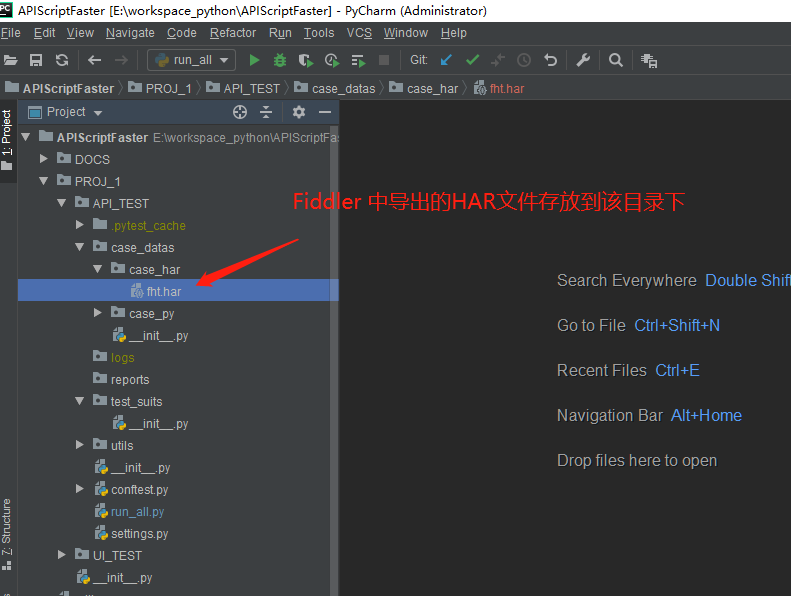 PC APIScriptFaster [E:\workspace_python\APIScriptFaster] - PyCharm (Administrator)
File Edit View Navigate Code Refactor Run Tools VCS Window Help
run_all Git:
APIScriptFaster PROJ_1 API_TEST case_datas case_har fht.har
1: Project
Project
APIScriptFaster E:\workspace_python\APIScriptFa
DOCS
PROJ_1
API_TEST
Fiddler 中导出的HAR文件存放到该目录下
.pytest_cache
case_datas
case_har
fht.har
case_py
__init__.py
logs
reports
test_suits
__init__.py
utils
__init__.py
conftest.py
run_all.py
settings.py
UI_TEST
__init__.py
Search Everywhere Double Shift
Go to File Ctrl+Shift+N
Recent Files Ctrl+E
Navigation Bar Alt+Home
Drop files here to open
7: Structure